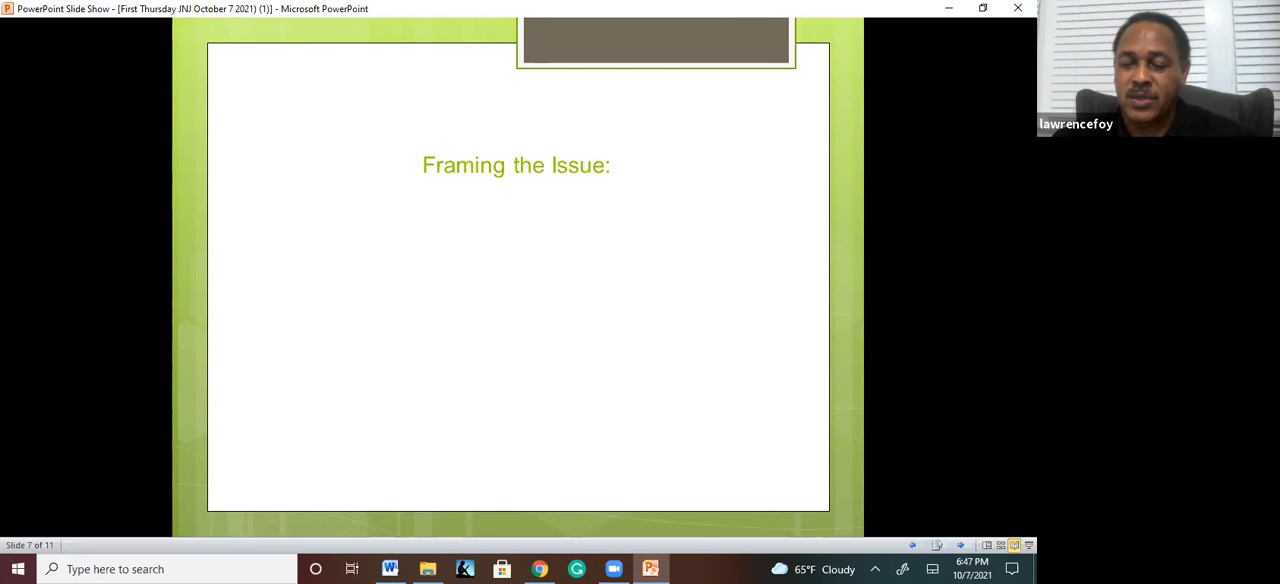 PowerPoint Slide Show - [First Thursday JNJ October 7 2021) (1)] - Microsoft PowerPoint
lawrencefoy
Framing the Issue:
Slide 7 of 11
Type here to search
65°F Cloudy
6:47 PM
10/7/2021